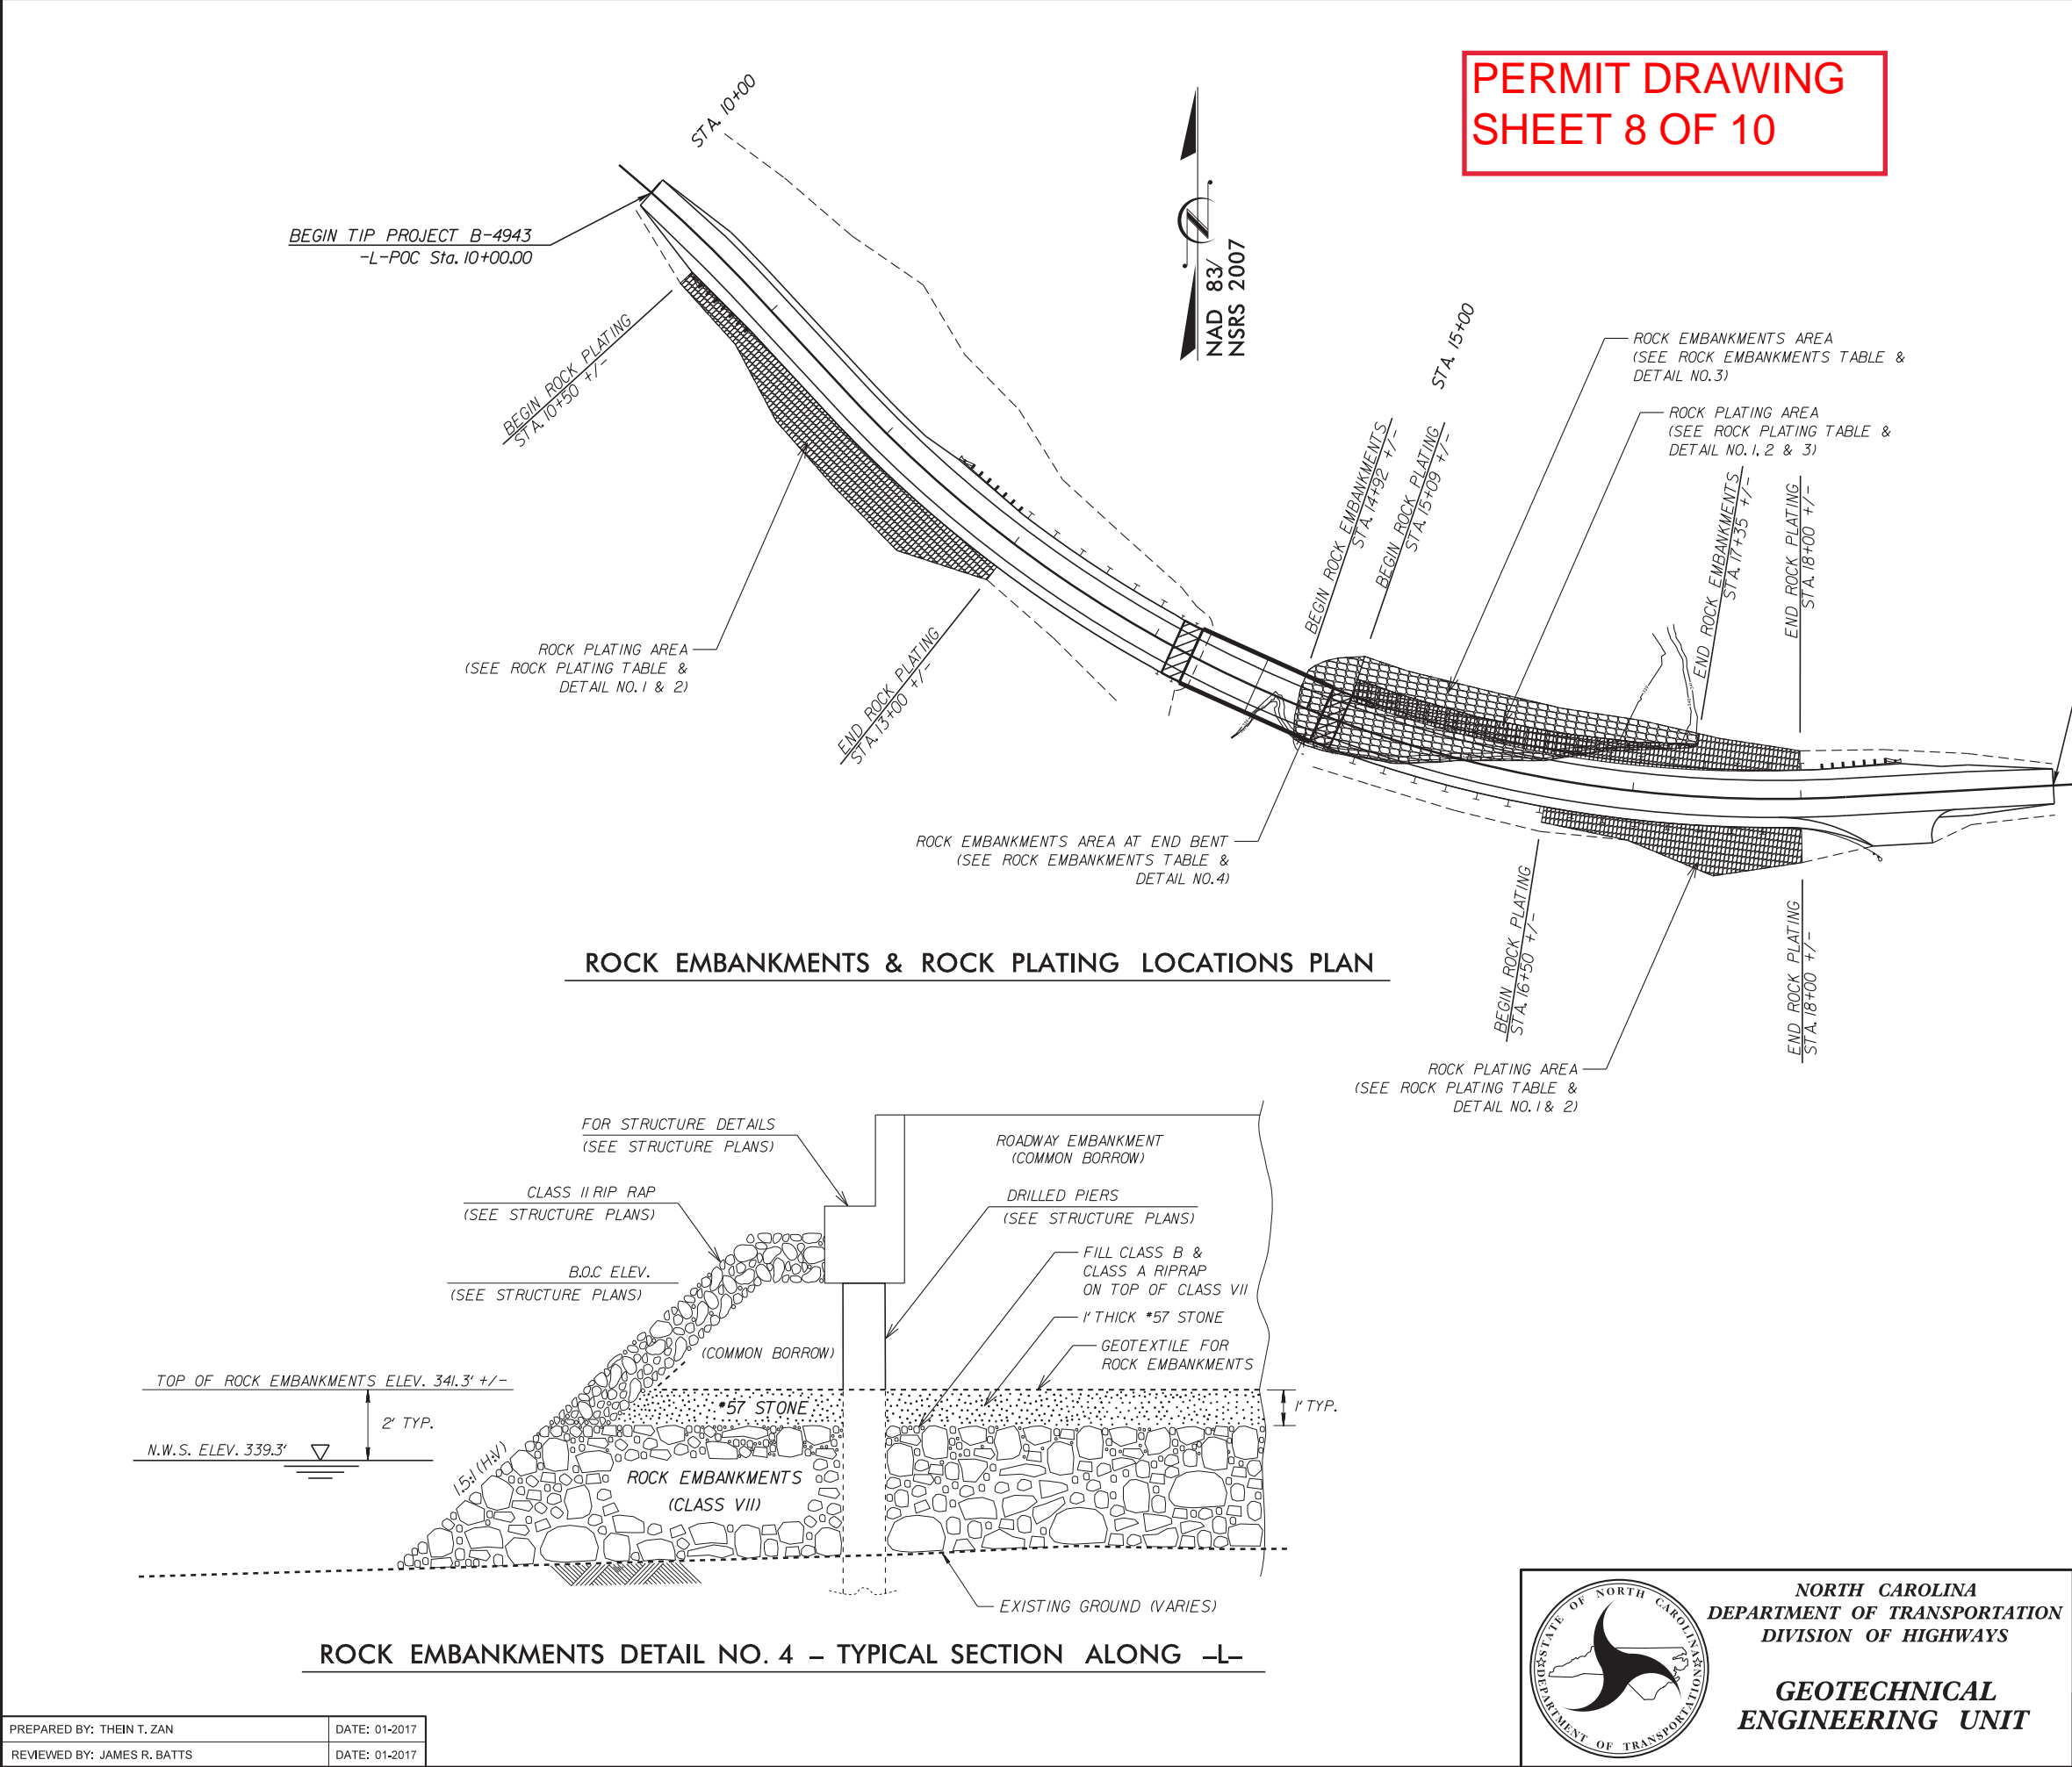 PERMIT DRAWING
SHEET 8 OF 10
STA. 10+00
BEGIN TIP PROJECT B-4943
-L-POC Sta. 10+00.00
NAD 83/
NSRS 2007
BEGIN ROCK PLATING
STA. 10+50 +/-
ROCK PLATING AREA
(SEE ROCK PLATING TABLE &
DETAIL NO. 1 & 2)
END ROCK PLATING
STA. 13+00 +/-
BEGIN ROCK EMBANKMENTS
STA. 14+92 +/-
BEGIN ROCK PLATING
STA. 15+09 +/-
STA. 15+00
ROCK EMBANKMENTS AREA
(SEE ROCK EMBANKMENTS TABLE &
DETAIL NO.3)
ROCK PLATING AREA
(SEE ROCK PLATING TABLE &
DETAIL NO. 1, 2 & 3)
END ROCK EMBANKMENTS
STA. 17+35 +/-
END ROCK PLATING
STA. 18+00 +/-
ROCK EMBANKMENTS AREA AT END BENT
(SEE ROCK EMBANKMENTS TABLE &
DETAIL NO.4)
BEGIN ROCK PLATING
STA. 16+50 +/-
END ROCK PLATING
STA. 18+00 +/-
ROCK PLATING AREA
(SEE ROCK PLATING TABLE &
DETAIL NO. 1 & 2)
ROCK EMBANKMENTS & ROCK PLATING LOCATIONS PLAN
FOR STRUCTURE DETAILS
(SEE STRUCTURE PLANS)
CLASS II RIP RAP
(SEE STRUCTURE PLANS)
B.O.C ELEV.
(SEE STRUCTURE PLANS)
ROADWAY EMBANKMENT
(COMMON BORROW)
DRILLED PIERS
(SEE STRUCTURE PLANS)
FILL CLASS B &
CLASS A RIPRAP
ON TOP OF CLASS VII
1' THICK #57 STONE
GEOTEXTILE FOR
ROCK EMBANKMENTS
(COMMON BORROW)
TOP OF ROCK EMBANKMENTS ELEV. 341.3' +/-
2' TYP.
N.W.S. ELEV. 339.3'
1.5:1 (H:V)
#57 STONE
1' TYP.
ROCK EMBANKMENTS
(CLASS VII)
EXISTING GROUND (VARIES)
ROCK EMBANKMENTS DETAIL NO. 4 – TYPICAL SECTION ALONG –L–
PREPARED BY: THEIN T. ZAN DATE: 01-2017
REVIEWED BY: JAMES R. BATTS DATE: 01-2017
STATE OF NORTH CAROLINA
DEPARTMENT OF TRANSPORTATION
NORTH CAROLINA
DEPARTMENT OF TRANSPORTATION
DIVISION OF HIGHWAYS
GEOTECHNICAL
ENGINEERING UNIT